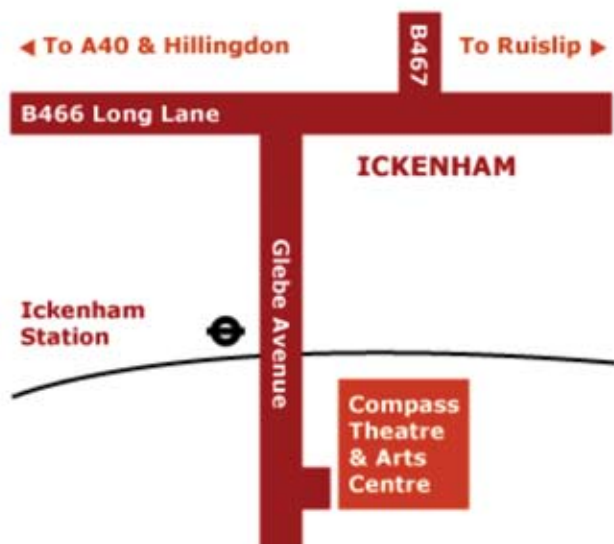 ◄ To A40 & Hillingdon
B467
To Ruislip ►
B466 Long Lane
ICKENHAM
Glebe Avenue
Ickenham
Station
Compass
Theatre
& Arts
Centre